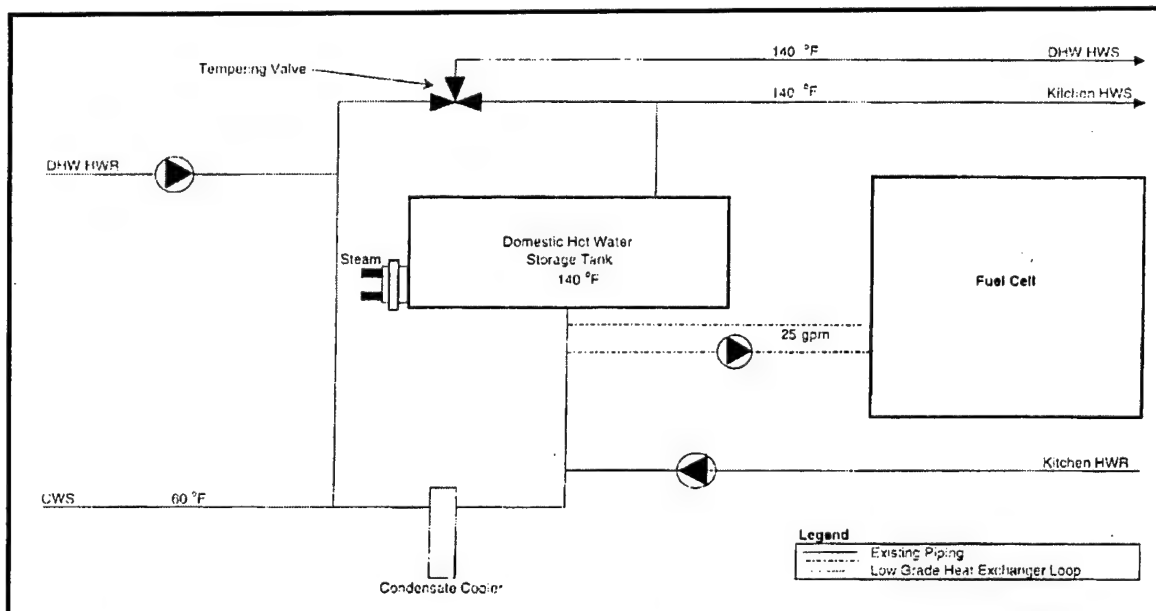 140 °F
DHW HWS
Tempering Valve
140 °F
Kitchen HWS
DHW HWR
Domestic Hot Water
Storage Tank
140 °F
Steam
Fuel Cell
25 gpm
Kitchen HWR
CWS
60 °F
Condensate Cooler
Legend
Existing Piping
Low Grade Heat Exchanger Loop